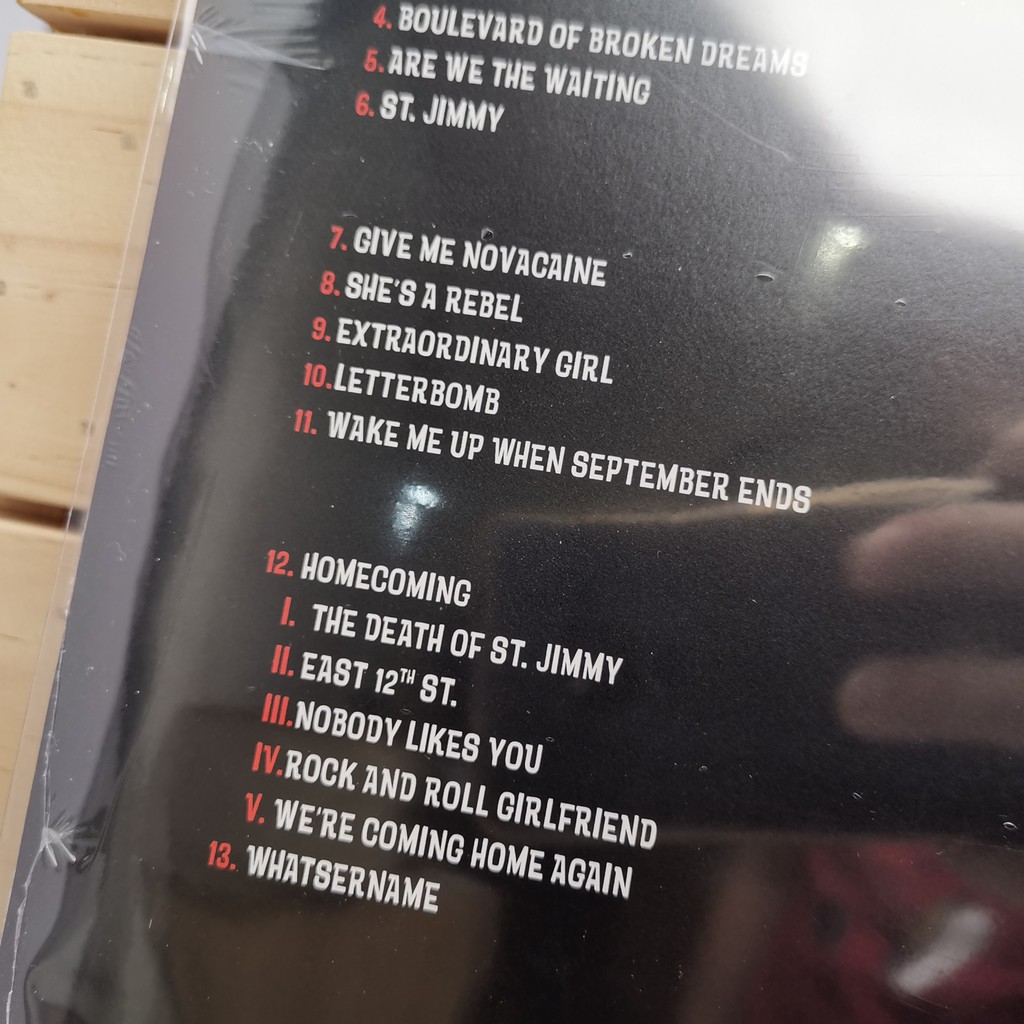 4. BOULEVARD OF BROKEN DREAMS
5. ARE WE THE WAITING
6. ST. JIMMY
7. GIVE ME NOVACAINE
8. SHE'S A REBEL
9. EXTRAORDINARY GIRL
10. LETTERBOMB
11. WAKE ME UP WHEN SEPTEMBER ENDS
12. HOMECOMING
I. THE DEATH OF ST. JIMMY
II. EAST 12TH ST.
III. NOBODY LIKES YOU
IV. ROCK AND ROLL GIRLFRIEND
V. WE'RE COMING HOME AGAIN
13. WHATSERNAME